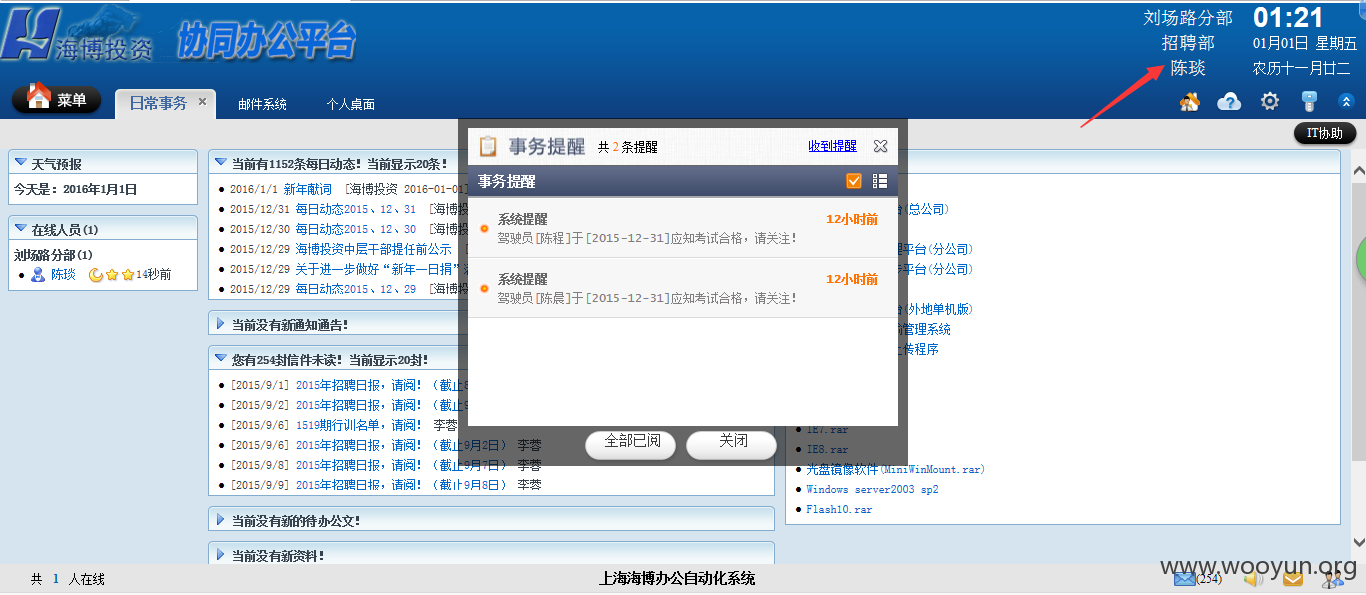 海博投资 协同办公平台
刘场路分部
招聘部
陈琰
01:21
01月01日 星期五
农历十一月廿二
菜单
日常事务
邮件系统
个人桌面
IT协助
天气预报
今天是：2016年1月1日
在线人员(1)
刘场路分部(1)
陈琰 14秒前
当前有1152条每日动态！当前显示20条！
2016/1/1 新年献词 [海博投资 2016-01-01]
2015/12/31 每日动态2015、12、31 [海博投
2015/12/30 每日动态2015、12、30 [海博投
2015/12/29 海博投资中层干部提任前公示 [
2015/12/29 关于进一步做好“新年一日捐”
2015/12/29 每日动态2015、12、29 [海博
当前没有新通知通告！
您有254封信件未读！当前显示20封！
[2015/9/1] 2015年招聘日报，请阅！（截止
[2015/9/2] 2015年招聘日报，请阅！（截止
[2015/9/6] 1519期行训名单，请阅！ 李蓉
[2015/9/6] 2015年招聘日报，请阅！（截止9月2日） 李蓉
[2015/9/8] 2015年招聘日报，请阅！（截止9月7日） 李蓉
[2015/9/9] 2015年招聘日报，请阅！（截止9月8日） 李蓉
当前没有新的待办公文！
当前没有新资料！
事务提醒 共 2 条提醒 收到提醒
事务提醒
系统提醒 12小时前
驾驶员[陈程]于[2015-12-31]应知考试合格，请关注！
系统提醒 12小时前
驾驶员[陈晨]于[2015-12-31]应知考试合格，请关注！
全部已阅 关闭
(总公司)
平台(分公司)
平台(分公司)
(外地单机版)
管理系统
上传程序
IE7.rar
IE8.rar
光盘镜像软件(MiniWinMount.rar)
Windows server2003 sp2
Flash10.rar
共 1 人在线
上海海博办公自动化系统
(254)
www.wooyun.org